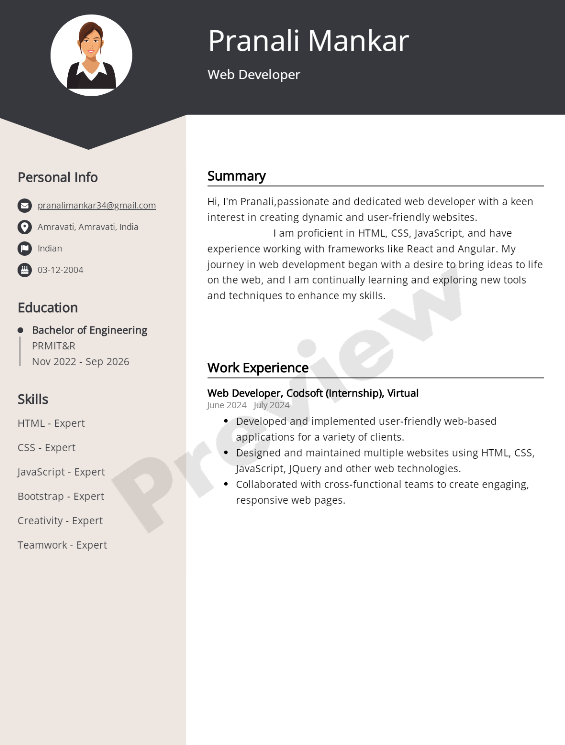 Pranali Mankar
Web Developer
Personal Info
pranalimankar34@gmail.com
Amravati, Amravati, India
Indian
03-12-2004
Education
Bachelor of Engineering
PRMIT&R
Nov 2022 - Sep 2026
Skills
HTML - Expert
CSS - Expert
JavaScript - Expert
Bootstrap - Expert
Creativity - Expert
Teamwork - Expert
Summary
Hi, I'm Pranali,passionate and dedicated web developer with a keen
interest in creating dynamic and user-friendly websites.
I am proficient in HTML, CSS, JavaScript, and have
experience working with frameworks like React and Angular. My
journey in web development began with a desire to bring ideas to life
on the web, and I am continually learning and exploring new tools
and techniques to enhance my skills.
Work Experience
Web Developer, Codsoft (Internship), Virtual
June 2024 July 2024
• Developed and implemented user-friendly web-based
applications for a variety of clients.
• Designed and maintained multiple websites using HTML, CSS,
JavaScript, JQuery and other web technologies.
• Collaborated with cross-functional teams to create engaging,
responsive web pages.
Preview